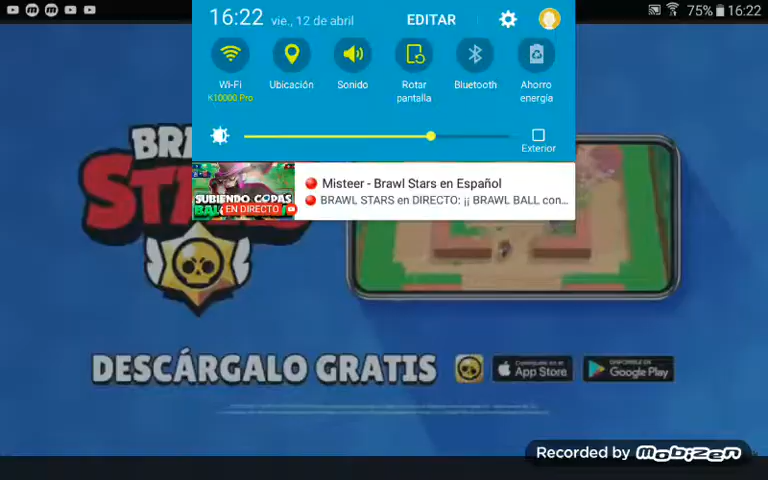 16:22 vie., 12 de abril EDITAR
75% 16:22
Wi-Fi
K10000 Pro
Ubicación
Sonido
Rotar
pantalla
Bluetooth
Ahorro
energía
Exterior
SUBIENDO COPAS
EN DIRECTO
Misteer - Brawl Stars en Español
BRAWL STARS en DIRECTO: ¡¡ BRAWL BALL con...
DESCÁRGALO GRATIS
App Store
DISPONIBLE EN
Google Play
Recorded by Mobizen